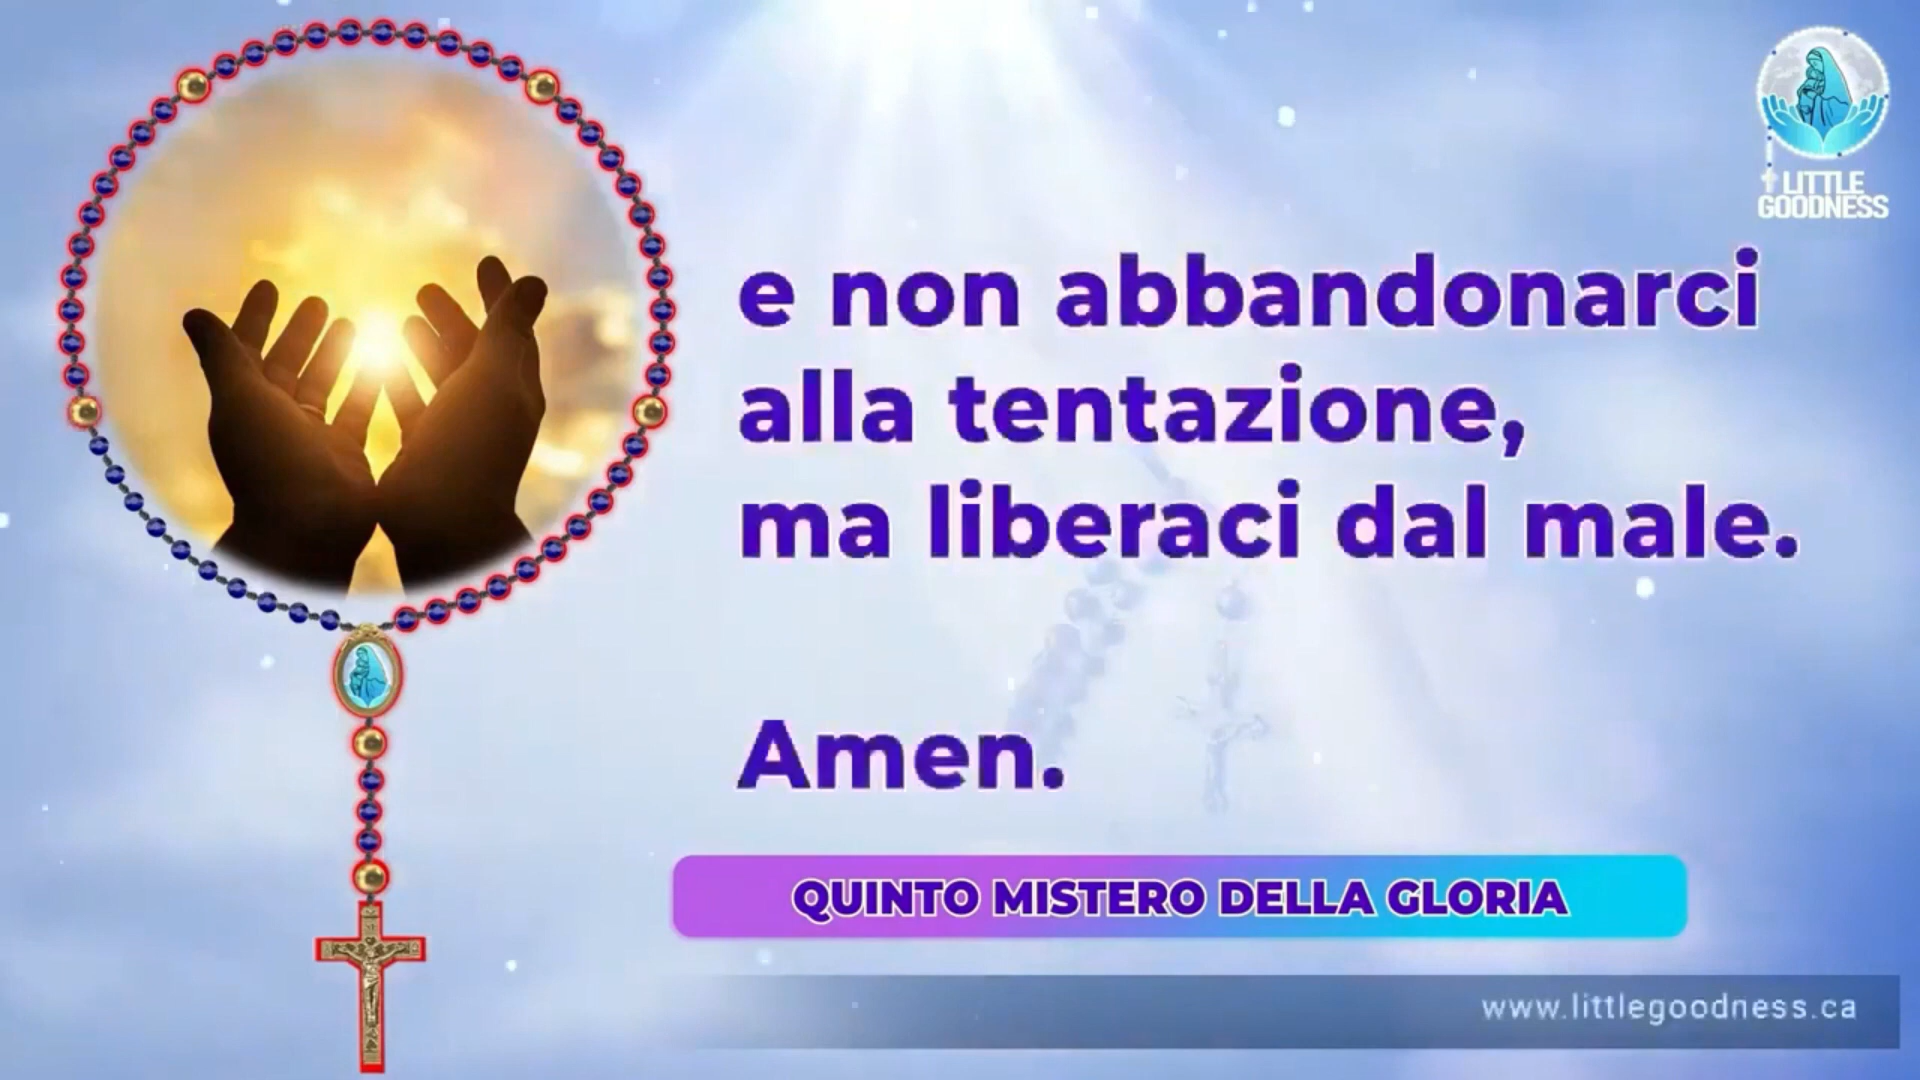 LITTLE
GOODNESS
e non abbandonarci
alla tentazione,
ma liberaci dal male.
Amen.
QUINTO MISTERO DELLA GLORIA
www.littlegoodness.ca